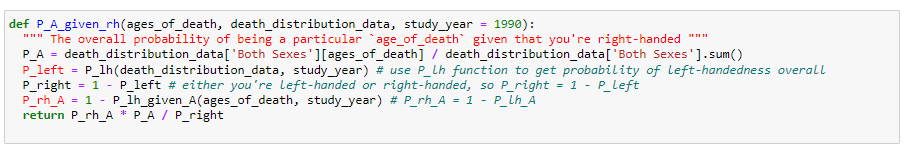 def P_A_given_rh(ages_of_death, death_distribution_data, study_year = 1990):
""" The overall probability of being a particular `age_of_death` given that you're right-handed """
P_A = death_distribution_data['Both Sexes'][ages_of_death] / death_distribution_data['Both Sexes'].sum()
P_left = P_lh(death_distribution_data, study_year) # use P_lh function to get probability of left-handedness overall
P_right = 1 - P_left # either you're left-handed or right-handed, so P_right = 1 - P_left
P_rh_A = 1 - P_lh_given_A(ages_of_death, study_year) # P_rh_A = 1 - P_lh_A
return P_rh_A * P_A / P_right